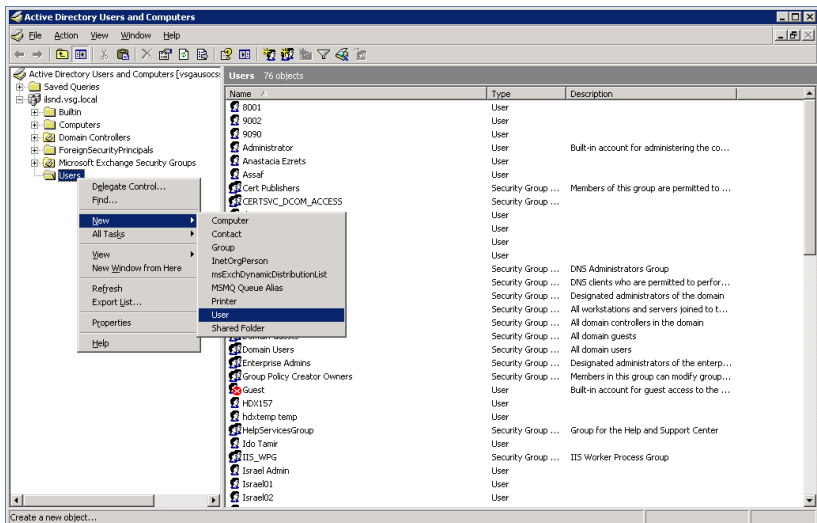 Active Directory Users and Computers
File Action View Window Help
Active Directory Users and Computers [vsgausocs
Saved Queries
ilsnd.vsg.local
Builtin
Computers
Domain Controllers
ForeignSecurityPrincipals
Microsoft Exchange Security Groups
Users
Delegate Control...
Find...
New
All Tasks
View
New Window from Here
Refresh
Export List...
Properties
Help
Computer
Contact
Group
InetOrgPerson
msExchDynamicDistributionList
MSMQ Queue Alias
Printer
User
Shared Folder
Users 76 objects
Name Type Description
8001 User
9002 User
9090 User
Administrator User Built-in account for administering the co...
Anastacia Ezrets User
Assaf User
Cert Publishers Security Group ... Members of this group are permitted to ...
CERTSVC_DCOM_ACCESS Security Group ...
User
User
User
User
Security Group ... DNS Administrators Group
Security Group ... DNS clients who are permitted to perfor...
Security Group ... Designated administrators of the domain
Security Group ... All workstations and servers joined to t...
Security Group ... All domain controllers in the domain
Domain Guests Security Group ... All domain guests
Domain Users Security Group ... All domain users
Enterprise Admins Security Group ... Designated administrators of the enterp...
Group Policy Creator Owners Security Group ... Members in this group can modify group...
Guest User Built-in account for guest access to the ...
HDX157 User
hdxtemp temp User
HelpServicesGroup Security Group ... Group for the Help and Support Center
Ido Tamir User
IIS_WPG Security Group ... IIS Worker Process Group
Israel Admin User
Israel01 User
Israel02 User
Create a new object...